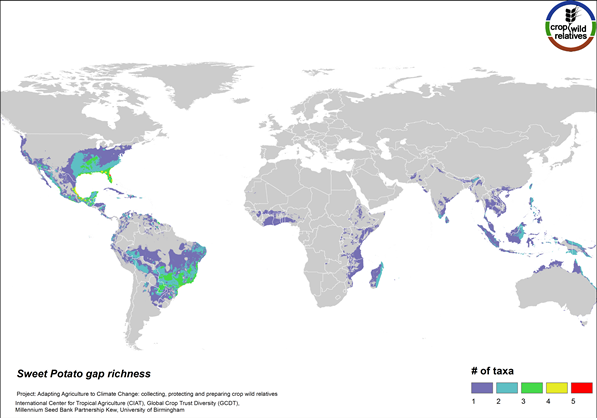 crop wild
relatives
Sweet Potato gap richness
# of taxa
1 2 3 4 5
Project: Adapting Agriculture to Climate Change: collecting, protecting and preparing crop wild relatives
International Center for Tropical Agriculture (CIAT), Global Crop Trust Diversity (GCDT),
Millennium Seed Bank Partnership Kew, University of Birmingham